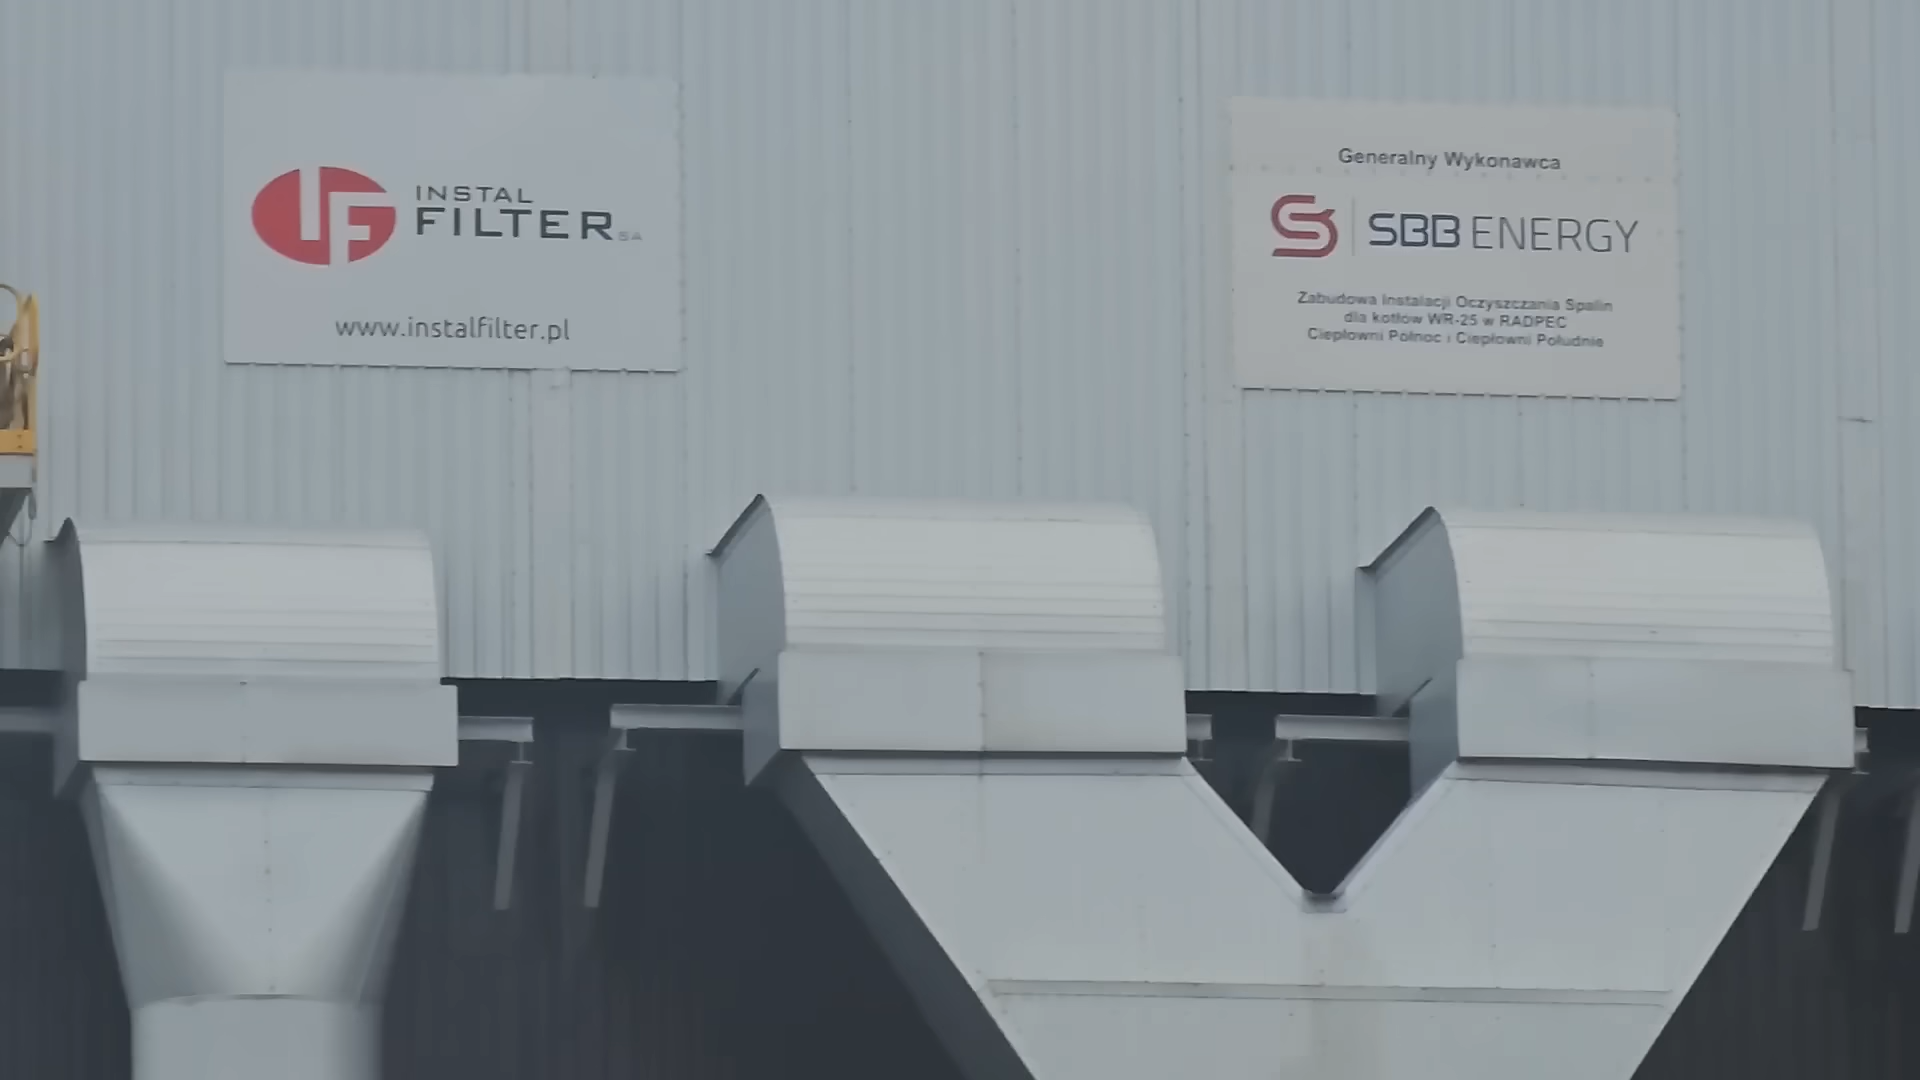 INSTAL
FILTER SA
www.instalfilter.pl
Generalny Wykonawca
SBB ENERGY
Zabudowa Instalacji Oczyszczania Spalin
dla kotłów WR-25 w RADPEC
Ciepłowni Północ i Ciepłowni Południe